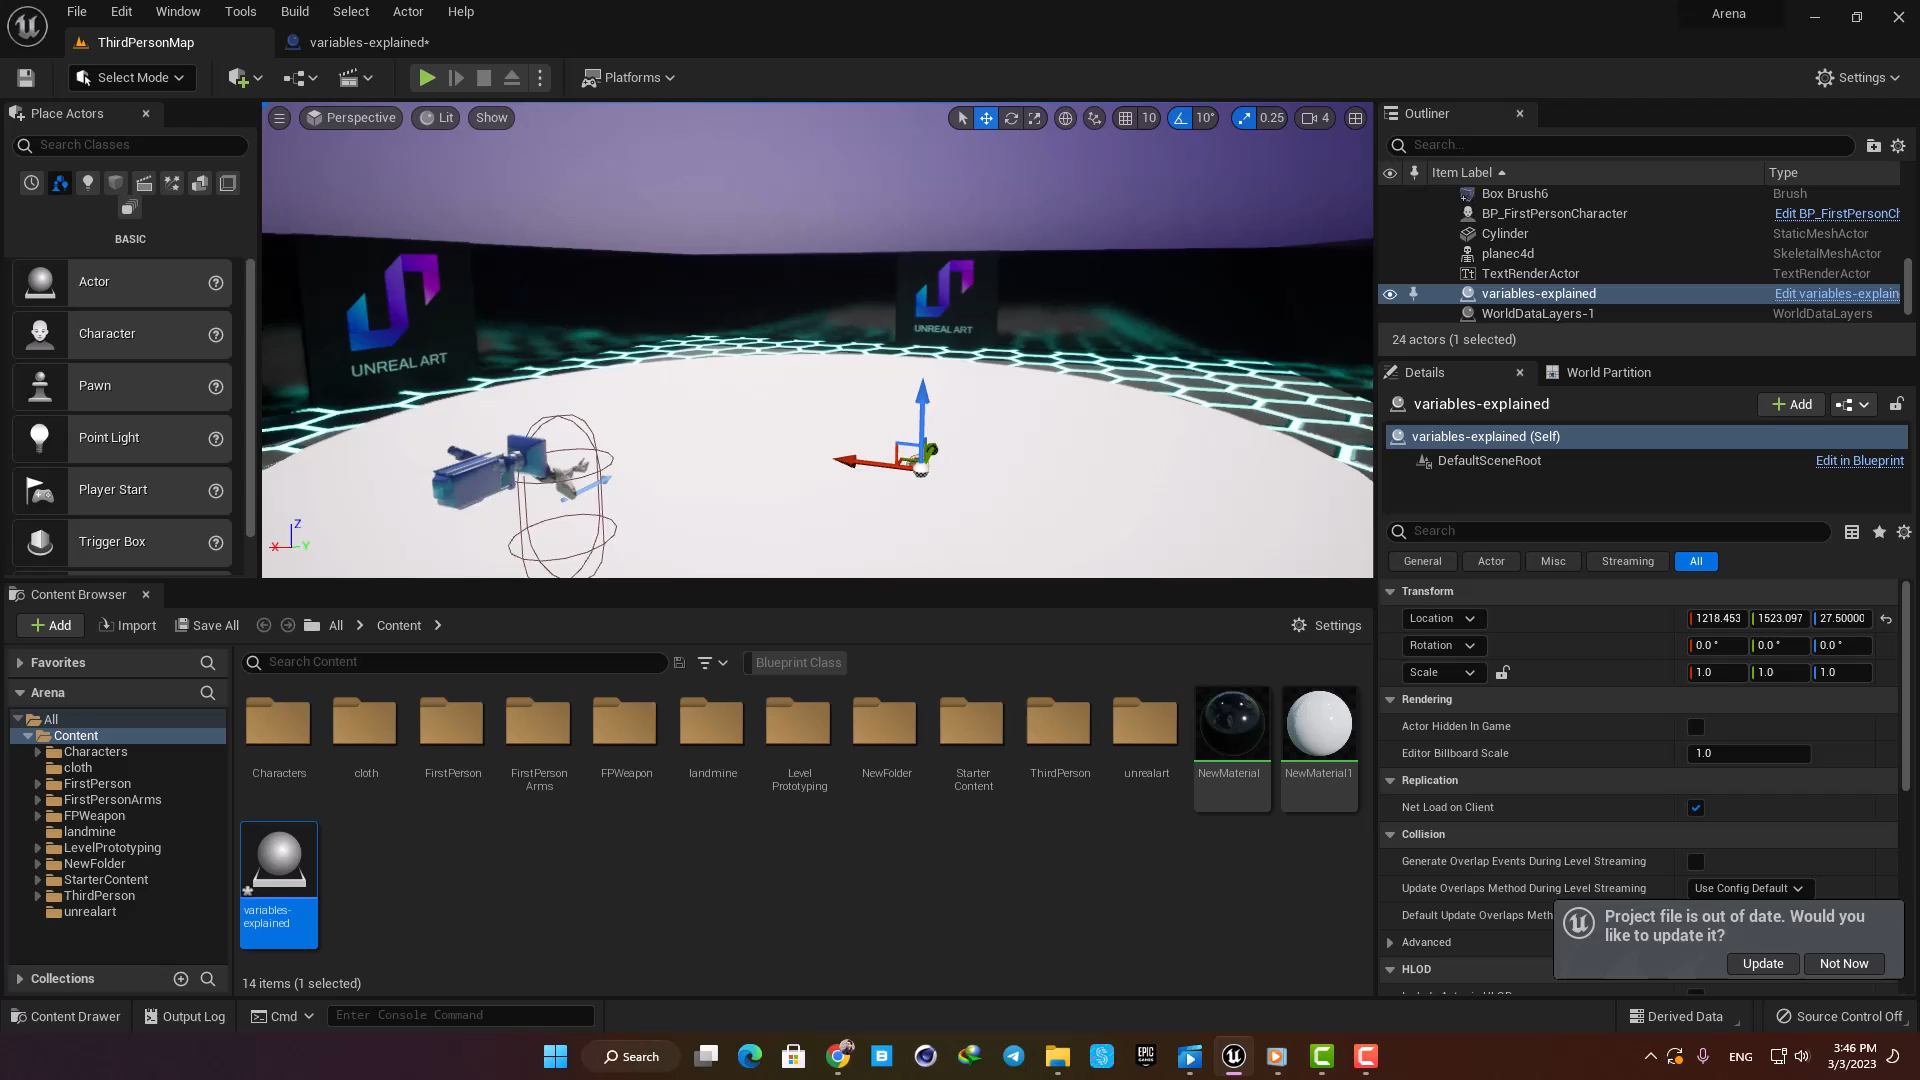 File Edit Window Tools Build Select Actor Help
Arena
ThirdPersonMap
variables-explained*
Select Mode
Platforms
Settings
Place Actors
Search Classes
BASIC
Actor
Character
Pawn
Point Light
Player Start
Trigger Box
Perspective
Lit
Show
10
10°
0.25
4
UNREAL ART
UNREAL ART
Z
X
Y
Outliner
Search...
Item Label
Type
Box Brush6 Brush
BP_FirstPersonCharacter Edit BP_FirstPersonCh
Cylinder StaticMeshActor
planec4d SkeletalMeshActor
TextRenderActor TextRenderActor
variables-explained Edit variables-explain
WorldDataLayers-1 WorldDataLayers
24 actors (1 selected)
Details
World Partition
variables-explained
Add
variables-explained (Self)
DefaultSceneRoot
Edit in Blueprint
Search
General Actor Misc Streaming All
Transform
Location 1218.453 1523.097 27.50000
Rotation 0.0 ° 0.0 ° 0.0 °
Scale 1.0 1.0 1.0
Rendering
Actor Hidden In Game
Editor Billboard Scale 1.0
Replication
Net Load on Client
Collision
Generate Overlap Events During Level Streaming
Update Overlaps Method During Level Streaming Use Config Default
Default Update Overlaps Meth
Advanced
HLOD
Project file is out of date. Would you
like to update it?
Update
Not Now
Content Browser
Add
Import
Save All
All
Content
Settings
Favorites
Search Content
Blueprint Class
Arena
All
Content
Characters
cloth
FirstPerson
FirstPersonArms
FPWeapon
landmine
LevelPrototyping
NewFolder
StarterContent
ThirdPerson
unrealart
Collections
Characters
cloth
FirstPerson
FirstPerson
Arms
FPWeapon
landmine
Level
Prototyping
NewFolder
Starter
Content
ThirdPerson
unrealart
NewMaterial
NewMaterial1
variables-
explained
14 items (1 selected)
Content Drawer
Output Log
Cmd
Enter Console Command
Derived Data
Source Control Off
Search
EPIC
GAMES
ENG
3:46 PM
3/3/2023